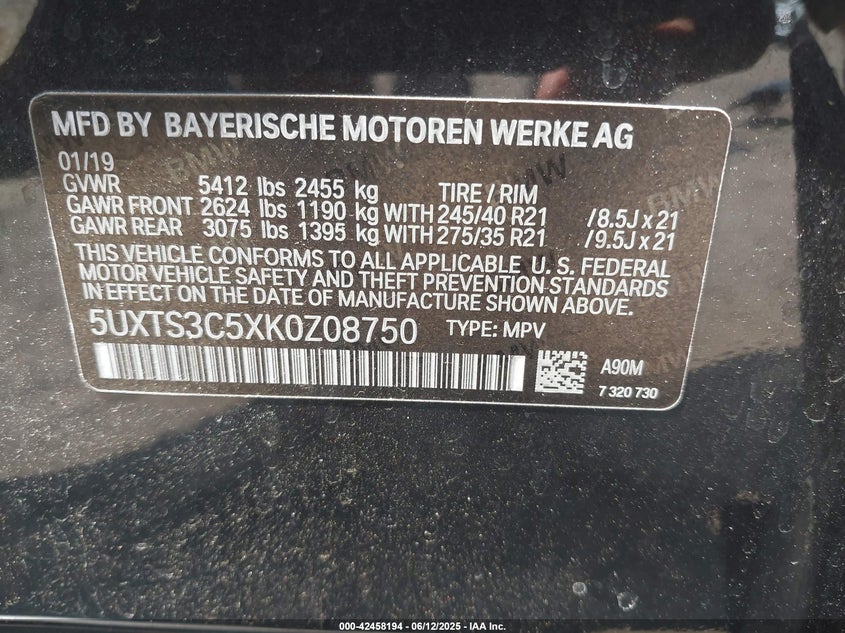 MFD BY BAYERISCHE MOTOREN WERKE AG
01/19
GVWR 5412 lbs 2455 kg TIRE / RIM
GAWR FRONT 2624 lbs 1190 kg WITH 245/40 R21 /8.5J x 21
GAWR REAR 3075 lbs 1395 kg WITH 275/35 R21 /9.5J x 21
THIS VEHICLE CONFORMS TO ALL APPLICABLE U. S. FEDERAL
MOTOR VEHICLE SAFETY AND THEFT PREVENTION STANDARDS
IN EFFECT ON THE DATE OF MANUFACTURE SHOWN ABOVE.
5UXTS3C5XK0Z08750 TYPE: MPV
A90M
7 320 730
000-42458194 - 06/12/2025 - IAA Inc.